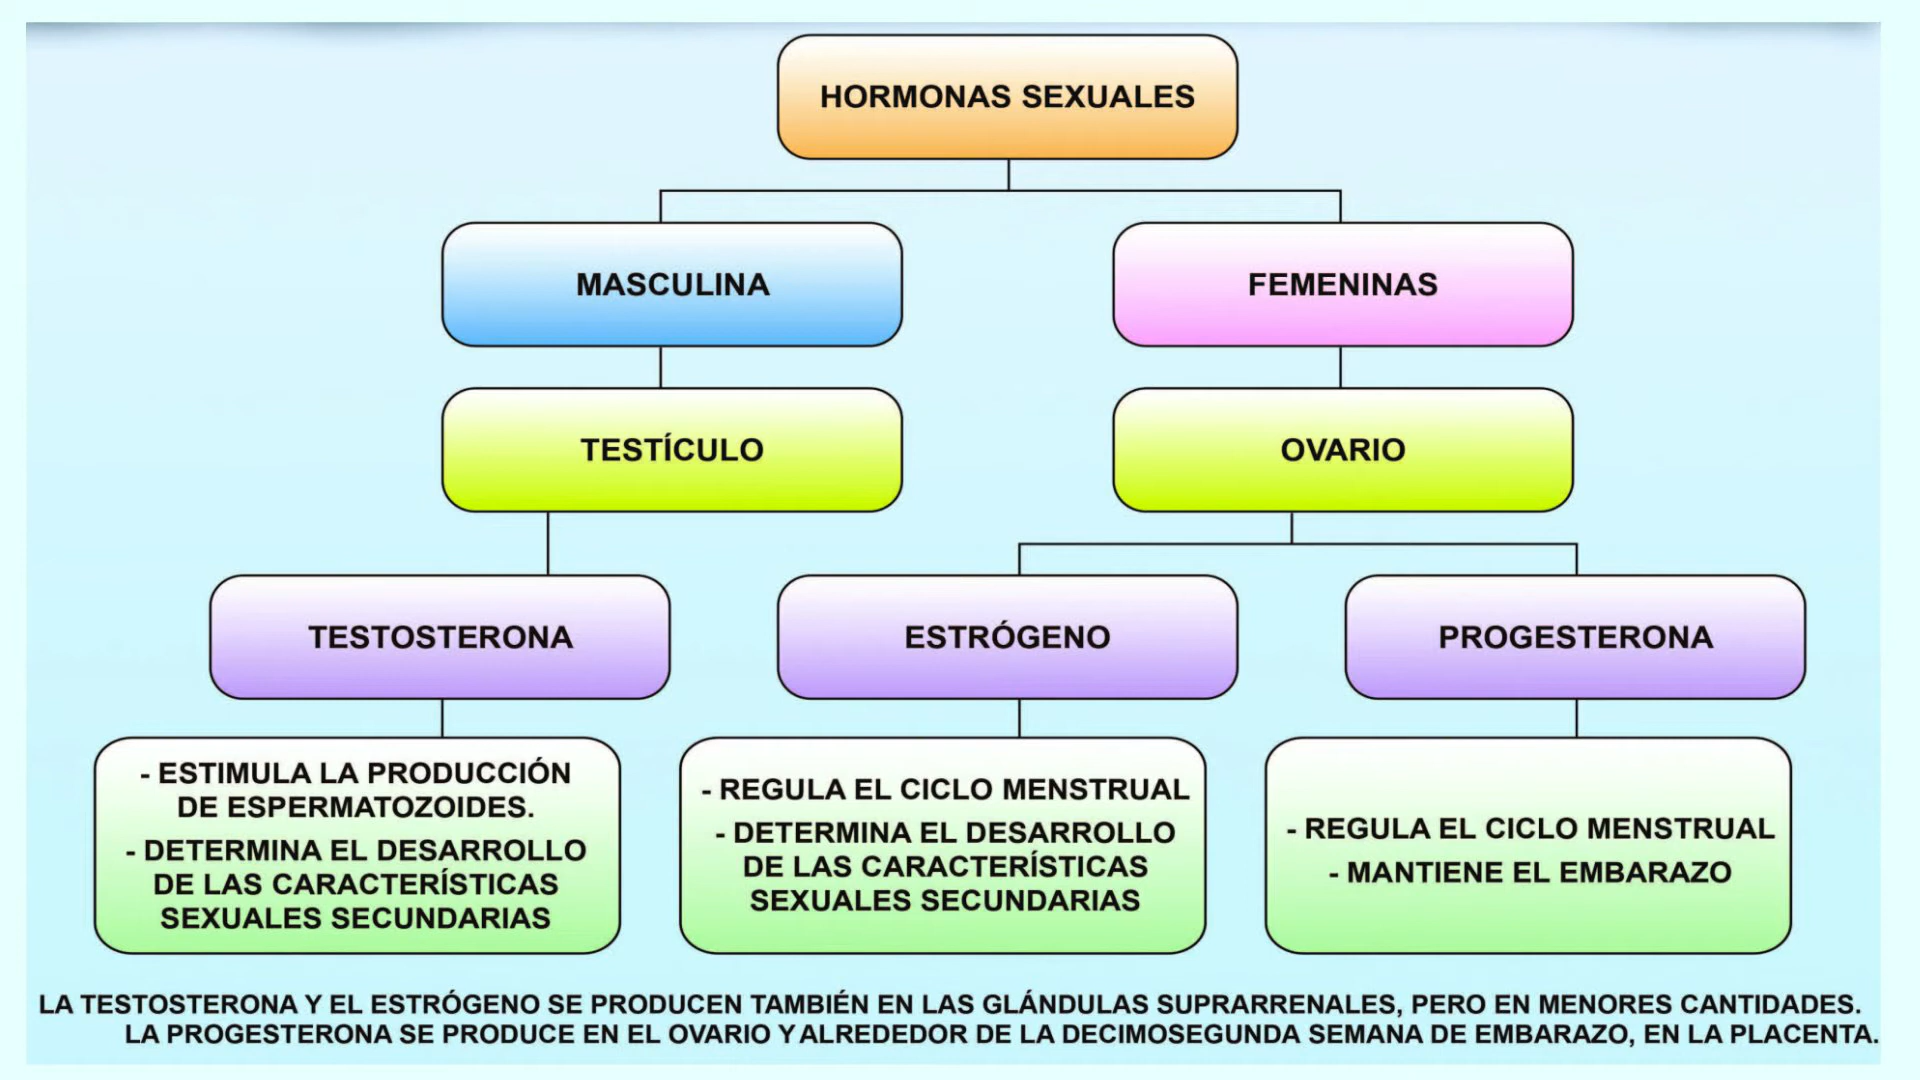 HORMONAS SEXUALES
MASCULINA
FEMENINAS
TESTÍCULO
OVARIO
TESTOSTERONA
ESTRÓGENO
PROGESTERONA
- ESTIMULA LA PRODUCCIÓN
DE ESPERMATOZOIDES.
- DETERMINA EL DESARROLLO
DE LAS CARACTERÍSTICAS
SEXUALES SECUNDARIAS
- REGULA EL CICLO MENSTRUAL
- DETERMINA EL DESARROLLO
DE LAS CARACTERÍSTICAS
SEXUALES SECUNDARIAS
- REGULA EL CICLO MENSTRUAL
- MANTIENE EL EMBARAZO
LA TESTOSTERONA Y EL ESTRÓGENO SE PRODUCEN TAMBIÉN EN LAS GLÁNDULAS SUPRARRENALES, PERO EN MENORES CANTIDADES.
LA PROGESTERONA SE PRODUCE EN EL OVARIO Y ALREDEDOR DE LA DECIMOSEGUNDA SEMANA DE EMBARAZO, EN LA PLACENTA.